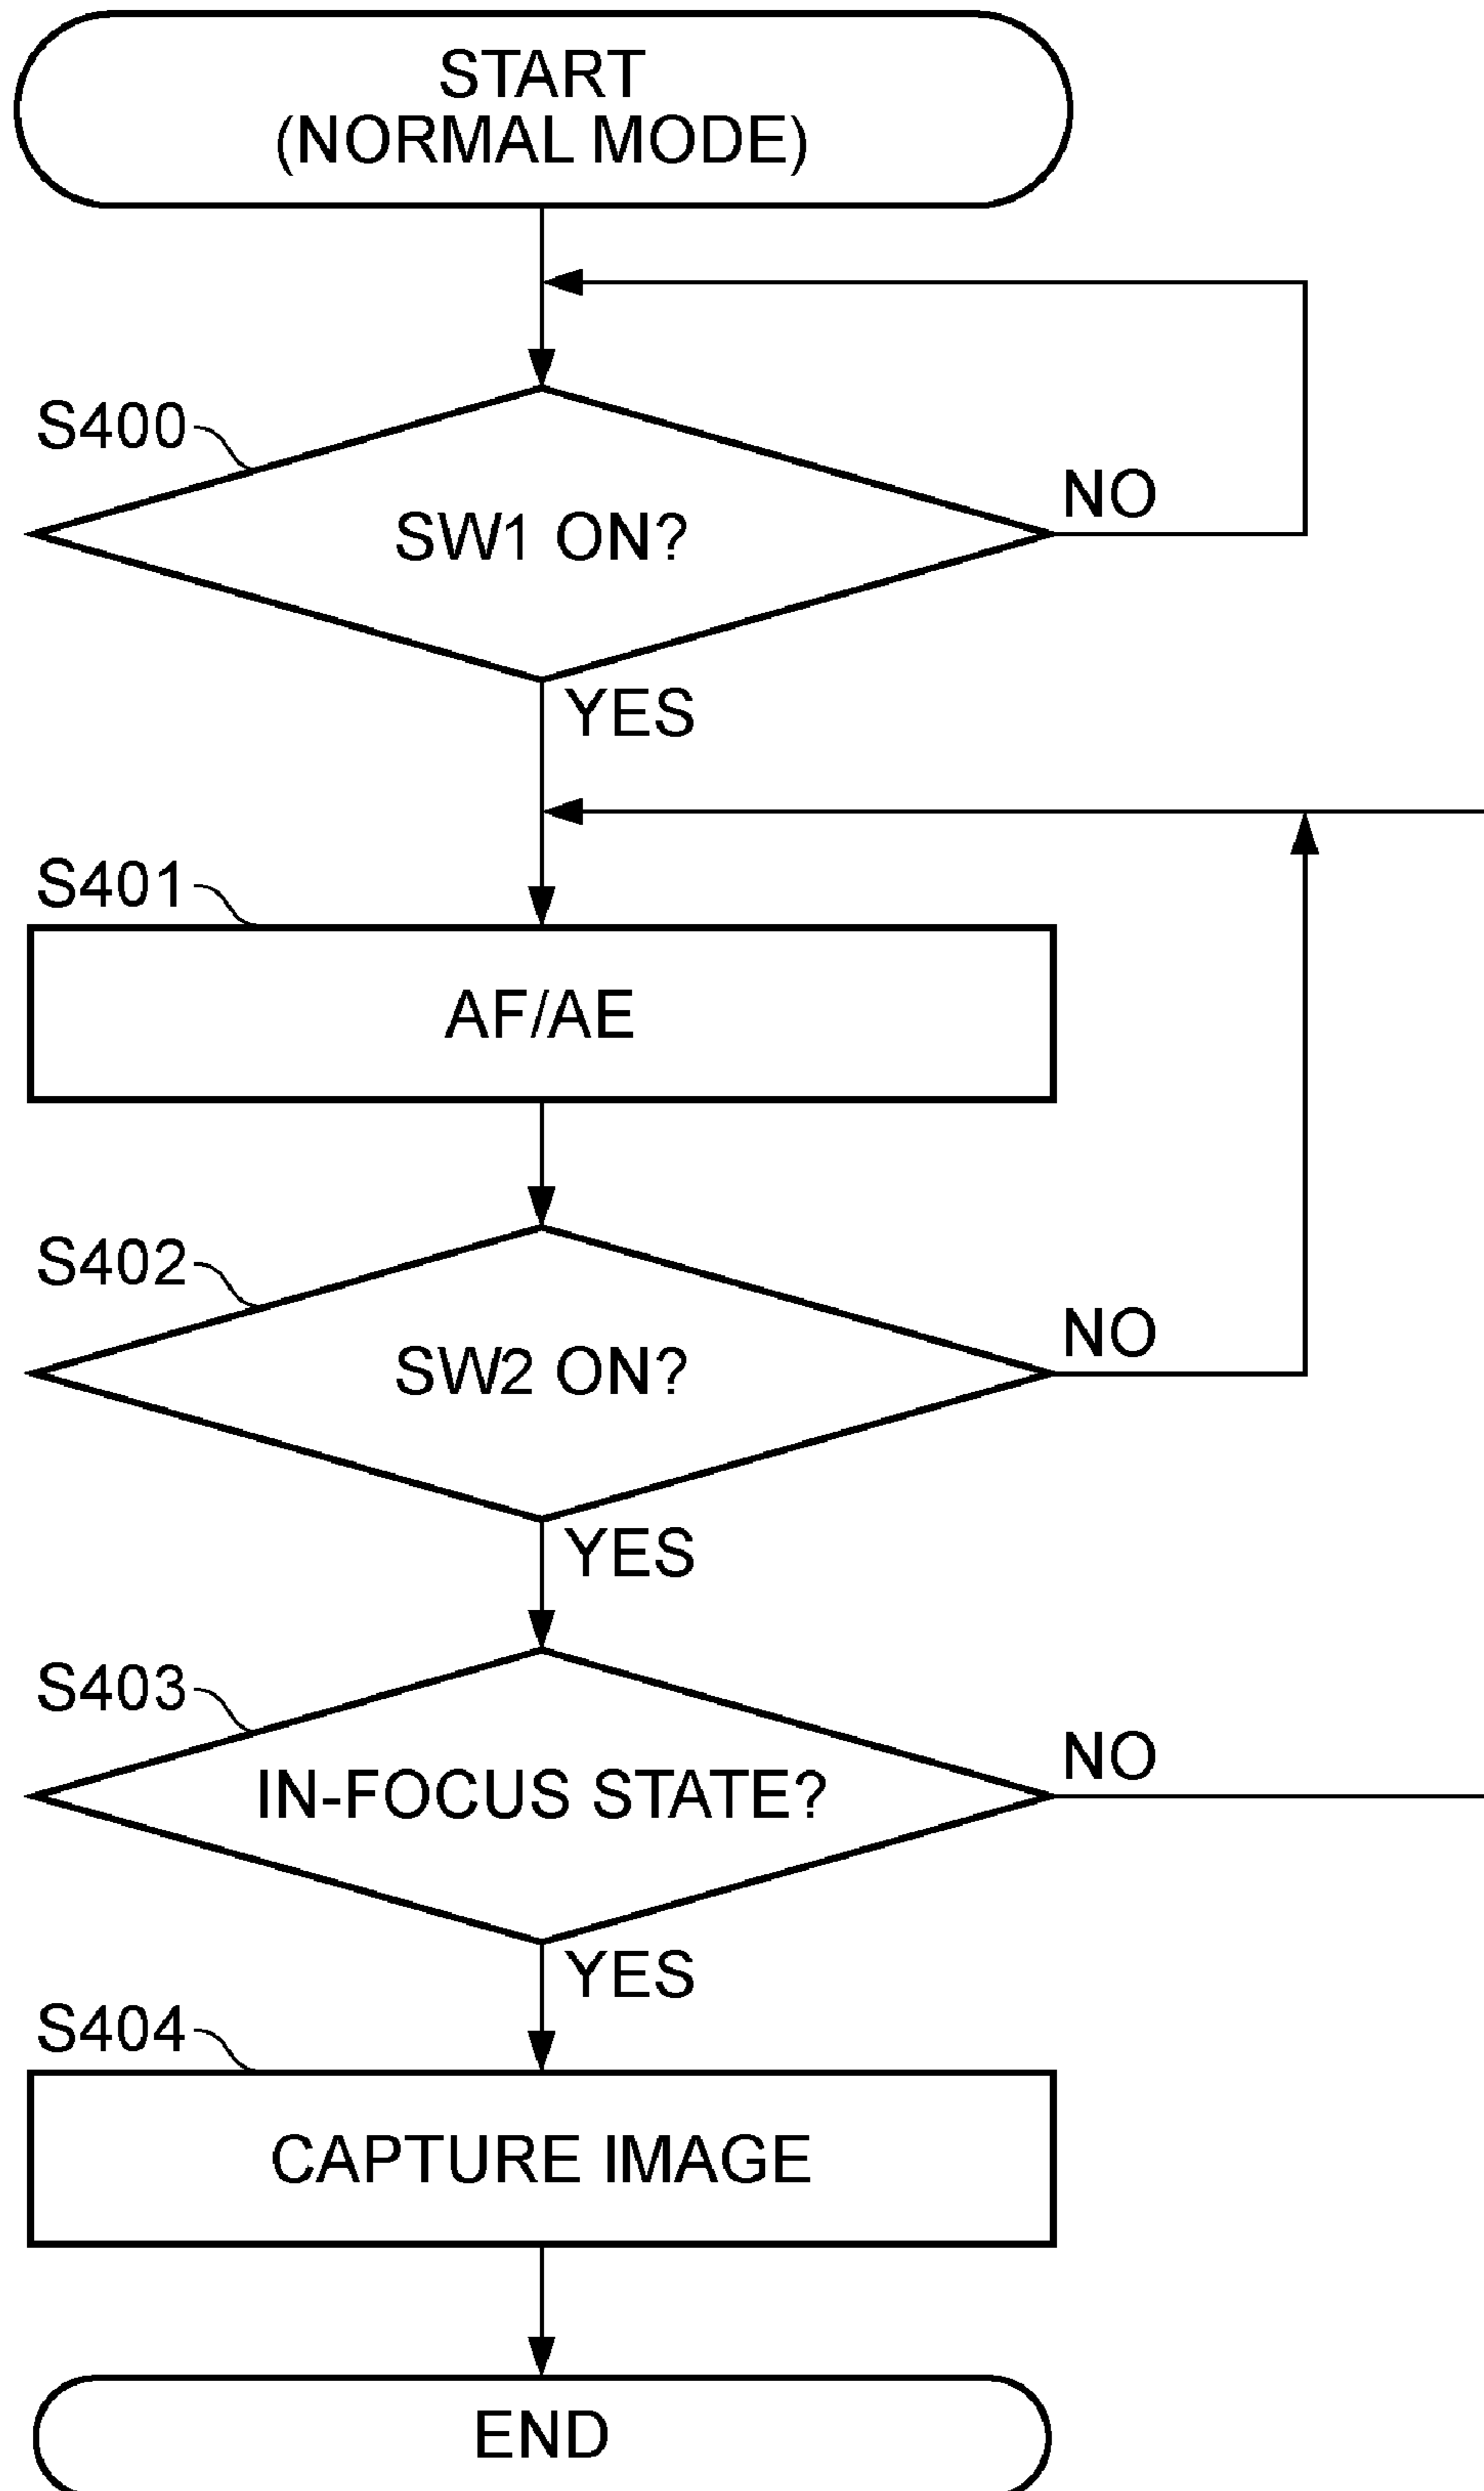 START
(NORMAL MODE)
S400
SW1 ON?
NO
YES
S401
AF/AE
S402
SW2 ON?
NO
YES
S403
IN-FOCUS STATE?
NO
YES
S404
CAPTURE IMAGE
END